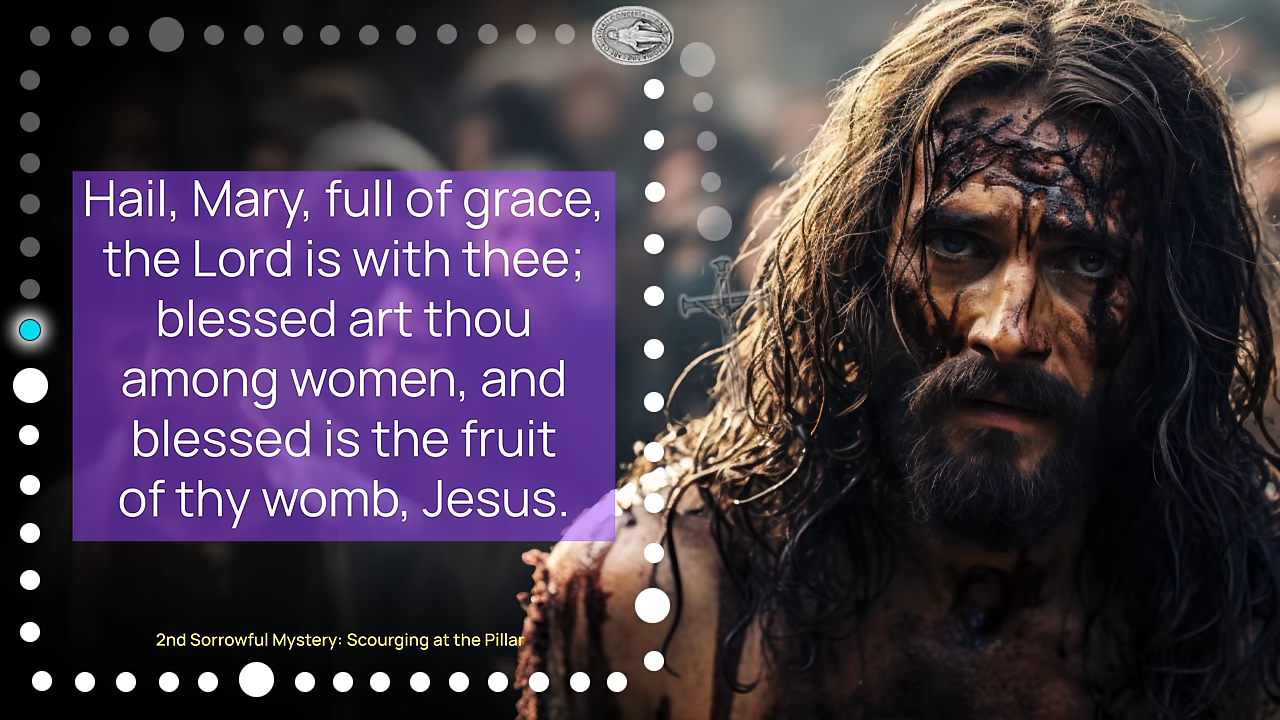 Hail, Mary, full of grace,
the Lord is with thee;
blessed art thou
among women, and
blessed is the fruit
of thy womb, Jesus.
2nd Sorrowful Mystery: Scourging at the Pillar